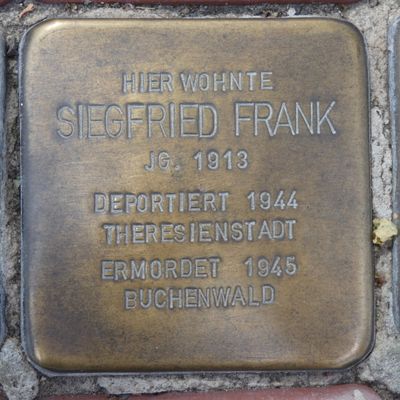 HIER WOHNTE
SIEGFRIED FRANK
JG. 1913
DEPORTIERT 1944
THERESIENSTADT
ERMORDET 1945
BUCHENWALD